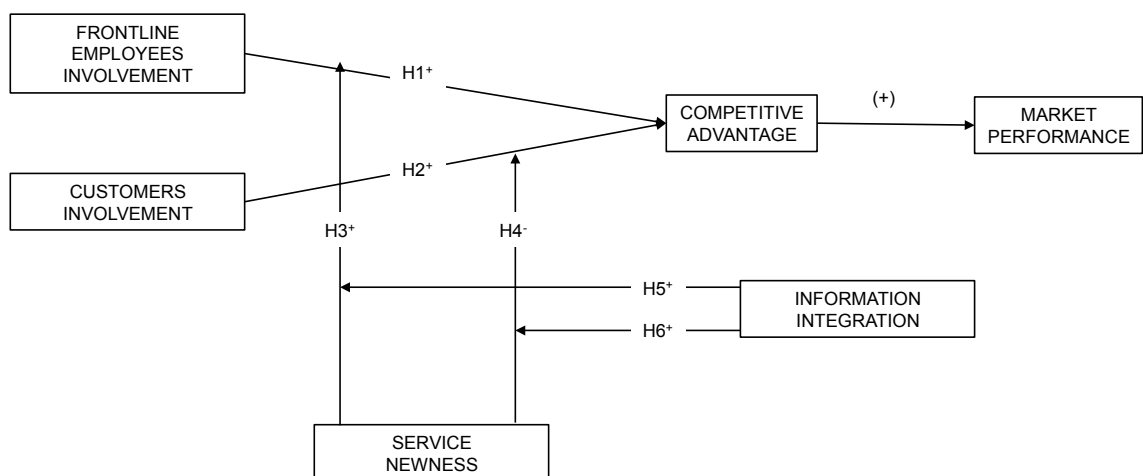 FRONTLINE
EMPLOYEES
INVOLVEMENT
H1⁺
(+)
COMPETITIVE
ADVANTAGE
MARKET
PERFORMANCE
H2⁺
CUSTOMERS
INVOLVEMENT
H3⁺
H4⁻
H5⁺
INFORMATION
INTEGRATION
H6⁺
SERVICE
NEWNESS